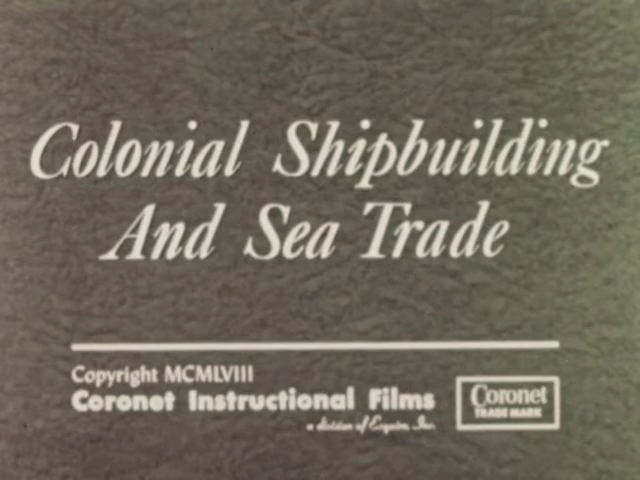 Colonial Shipbuilding
And Sea Trade
Copyright MCMLVIII
Coronet Instructional Films
a division of Esquire, Inc.
Coronet
TRADE MARK